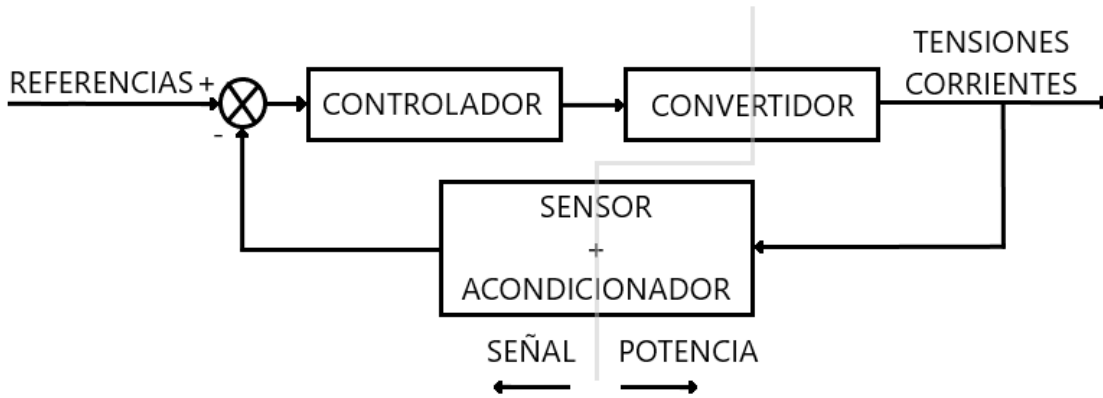 REFERENCIAS +
-
CONTROLADOR
CONVERTIDOR
TENSIONES
CORRIENTES
SENSOR
+
ACONDICIONADOR
SEÑAL
POTENCIA